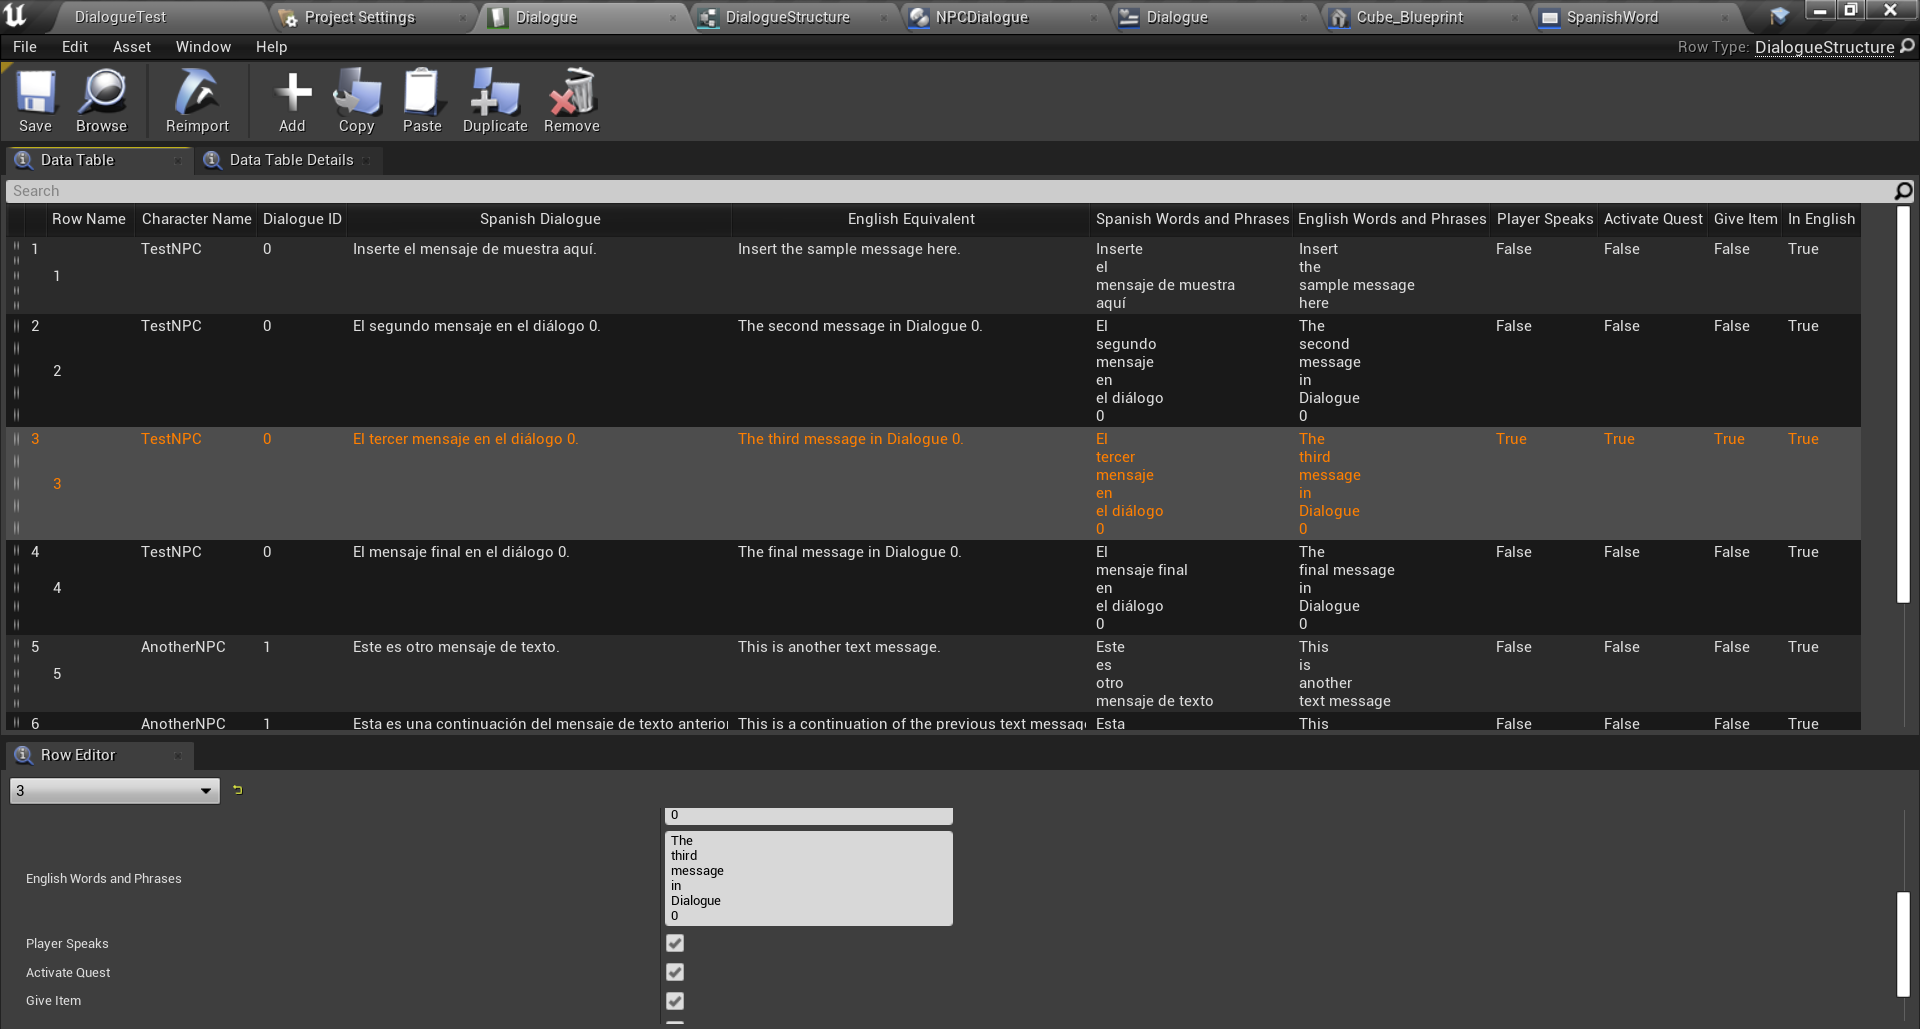 DialogueTest Project Settings Dialogue DialogueStructure NPCDialogue Dialogue Cube_Blueprint SpanishWord
File Edit Asset Window Help Row Type: DialogueStructure
Save Browse Reimport Add Copy Paste Duplicate Remove
Data Table Data Table Details
Search
Row Name Character Name Dialogue ID Spanish Dialogue English Equivalent Spanish Words and Phrases English Words and Phrases Player Speaks Activate Quest Give Item In English
1 TestNPC 0 Inserte el mensaje de muestra aquí. Insert the sample message here. Inserte Insert False False False True
el the
1 mensaje de muestra sample message
aquí here
2 TestNPC 0 El segundo mensaje en el diálogo 0. The second message in Dialogue 0. El The False False False True
segundo second
mensaje message
2 en in
el diálogo Dialogue
0 0
3 TestNPC 0 El tercer mensaje en el diálogo 0. The third message in Dialogue 0. El The True True True True
tercer third
mensaje message
3 en in
el diálogo Dialogue
0 0
4 TestNPC 0 El mensaje final en el diálogo 0. The final message in Dialogue 0. El The False False False True
mensaje final final message
4 en in
el diálogo Dialogue
0 0
5 AnotherNPC 1 Este es otro mensaje de texto. This is another text message. Este This False False False True
es is
5 otro another
mensaje de texto text message
6 AnotherNPC 1 Esta es una continuación del mensaje de texto anterior This is a continuation of the previous text message Esta This False False False True
Row Editor
3
0
English Words and Phrases
The
third
message
in
Dialogue
0
Player Speaks
Activate Quest
Give Item